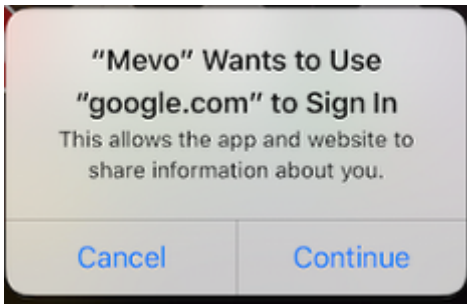 “Mevo” Wants to Use
“google.com” to Sign In
This allows the app and website to
share information about you.
Cancel
Continue